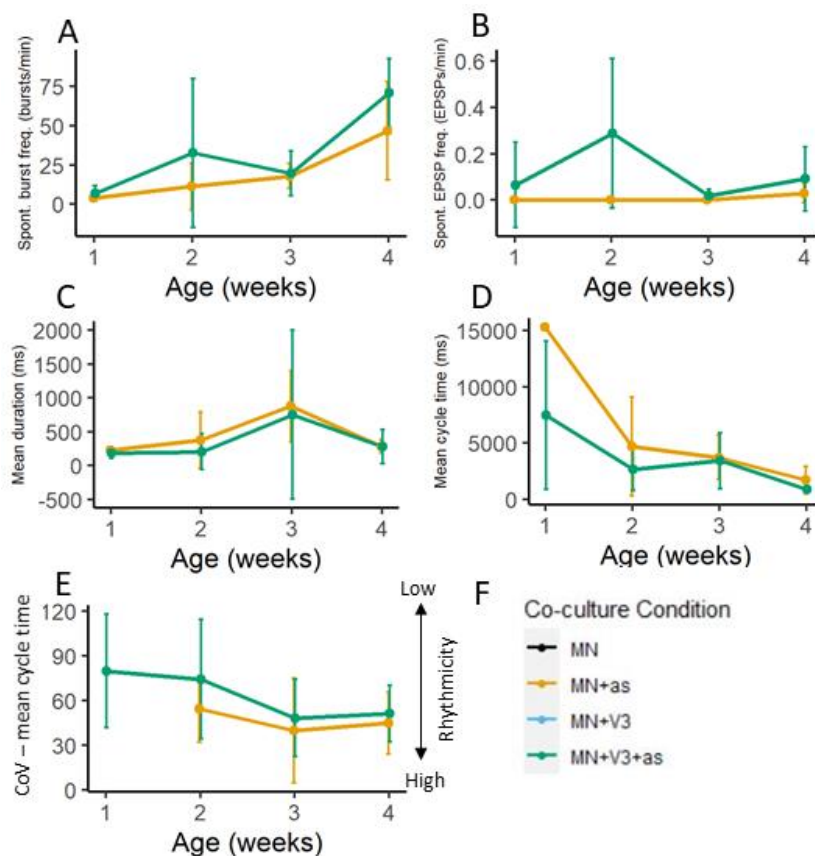 A
Spont. burst freq. (bursts/min)
75
50
25
0
1 2 3 4
Age (weeks)
B
Spont. EPSP freq. (EPSPs/min)
0.6
0.4
0.2
0.0
1 2 3 4
Age (weeks)
C
Mean duration (ms)
2000
1500
1000
500
0
-500
1 2 3 4
Age (weeks)
D
Mean cycle time (ms)
15000
10000
5000
0
1 2 3 4
Age (weeks)
E
CoV – mean cycle time
120
90
60
30
0
1 2 3 4
Age (weeks)
Low
Rhythmicity
High
F
Co-culture Condition
MN
MN+as
MN+V3
MN+V3+as